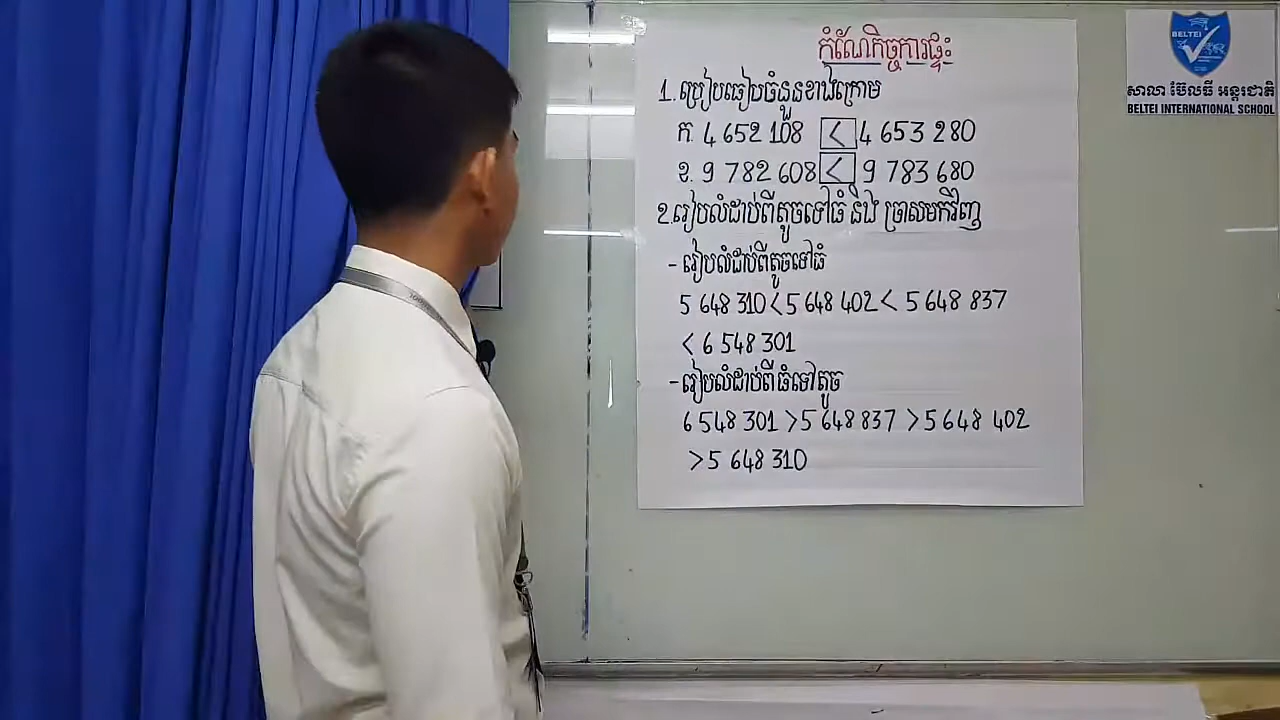 កំណែកិច្ចការផ្ទះ
1.ប្រៀបធៀបចំនួនខាងក្រោម
ក. 4 652 108 < 4 653 280
ខ. 9 782 608 < 9 783 680
2.រៀបលំដាប់ពីតូចទៅធំ និង ច្រាសមកវិញ
- រៀបលំដាប់ពីតូចទៅធំ
5 648 310 < 5 648 402 < 5 648 837
< 6 548 301
-រៀបលំដាប់ពីធំទៅតូច
6 548 301 > 5 648 837 > 5 648 402
> 5 648 310
BELTEI
សាលា ប៊ែលធី អន្តរជាតិ
BELTEI INTERNATIONAL SCHOOL